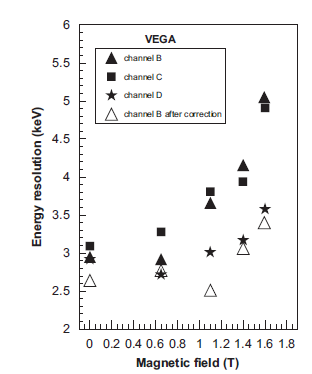 6
VEGA
channel B
channel C
channel D
channel B after correction
5.5
5
4.5
4
3.5
3
2.5
2
Energy resolution (keV)
0 0.2 0.4 0.6 0.8 1 1.2 1.4 1.6 1.8
Magnetic field (T)